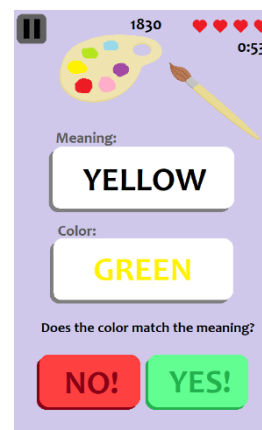 1830
0:53
Meaning:
YELLOW
Color:
GREEN
Does the color match the meaning?
NO! YES!